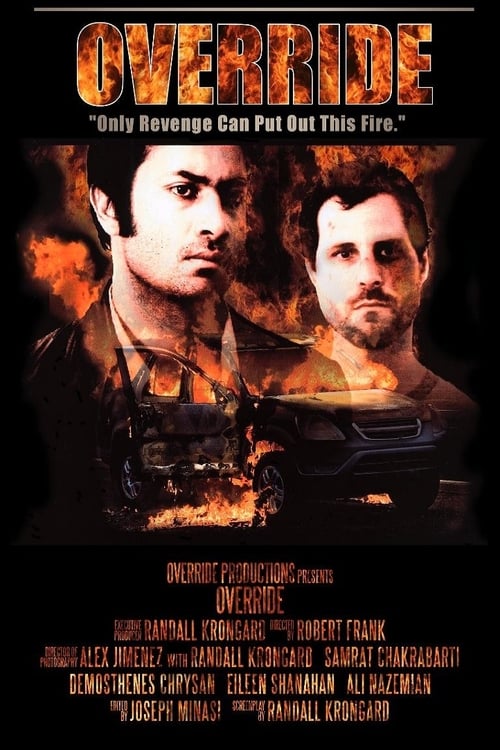 OVERRIDE
"Only Revenge Can Put Out This Fire."
OVERRIDE PRODUCTIONS PRESENTS
OVERRIDE
EXECUTIVE PRODUCER RANDALL KRONGARD DIRECTED BY ROBERT FRANK
DIRECTOR OF PHOTOGRAPHY ALEX JIMENEZ WITH RANDALL KRONGARD SAMRAT CHAKRABARTI
DEMOSTHENES CHRYSAN EILEEN SHANAHAN ALI NAZEMIAN
EDITED BY JOSEPH MINASI SCREENPLAY BY RANDALL KRONGARD